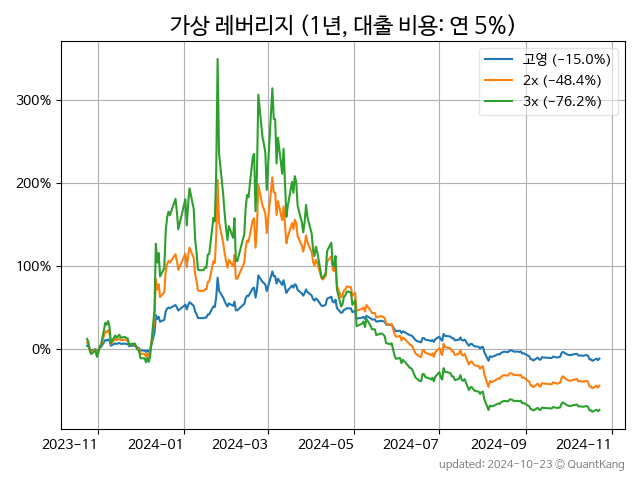 가상 레버리지 (1년, 대출 비용: 연 5%)
고영 (-15.0%)
2x (-48.4%)
3x (-76.2%)
300%
200%
100%
0%
2023-11 2024-01 2024-03 2024-05 2024-07 2024-09 2024-11
updated: 2024-10-23 © QuantKang